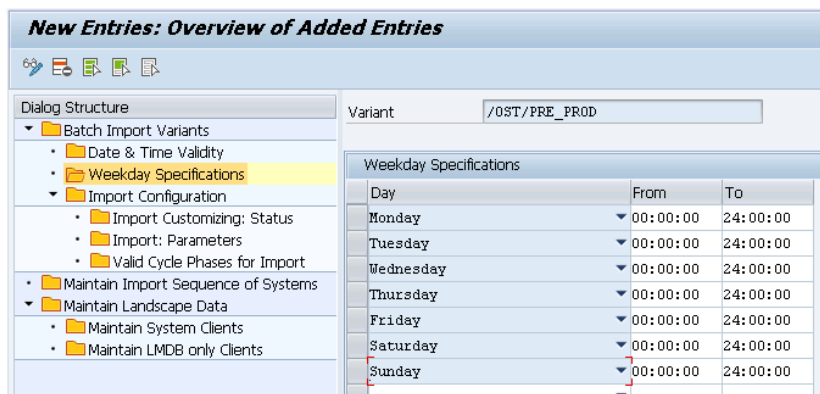 New Entries: Overview of Added Entries
Dialog Structure
Batch Import Variants
Date & Time Validity
Weekday Specifications
Import Configuration
Import Customizing: Status
Import: Parameters
Valid Cycle Phases for Import
Maintain Import Sequence of Systems
Maintain Landscape Data
Maintain System Clients
Maintain LMDB only Clients
Variant /OST/PRE_PROD
Weekday Specifications
Day From To
Monday 00:00:00 24:00:00
Tuesday 00:00:00 24:00:00
Wednesday 00:00:00 24:00:00
Thursday 00:00:00 24:00:00
Friday 00:00:00 24:00:00
Saturday 00:00:00 24:00:00
Sunday 00:00:00 24:00:00